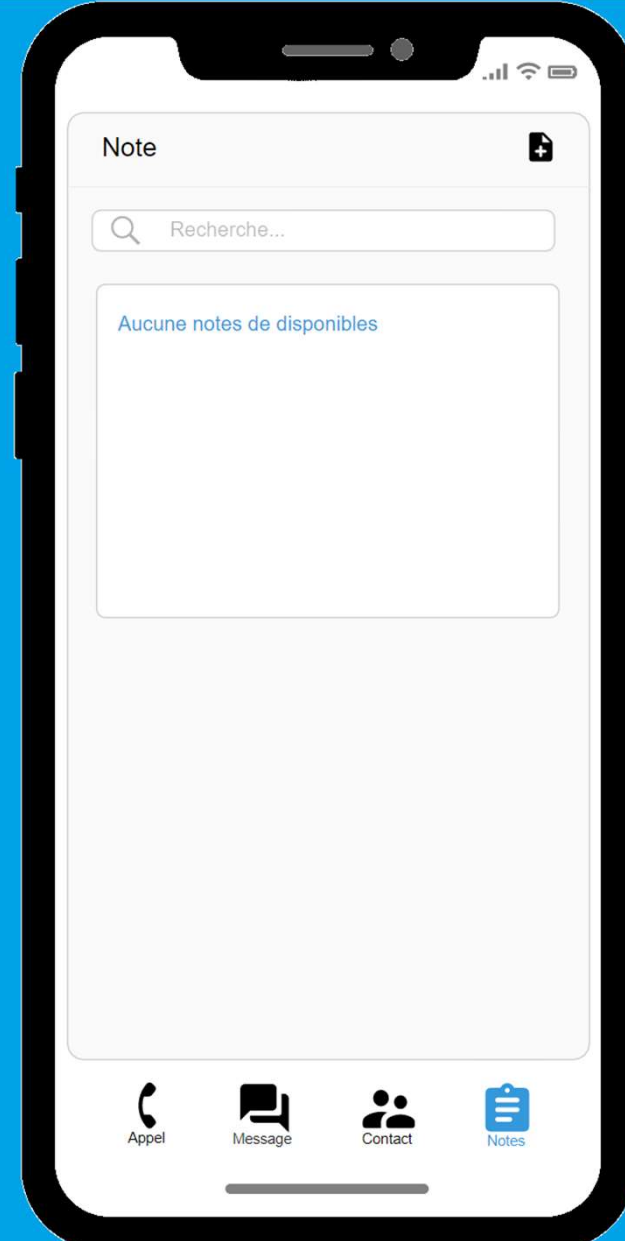 Note
Recherche...
Aucune notes de disponibles
Appel
Message
Contact
Notes